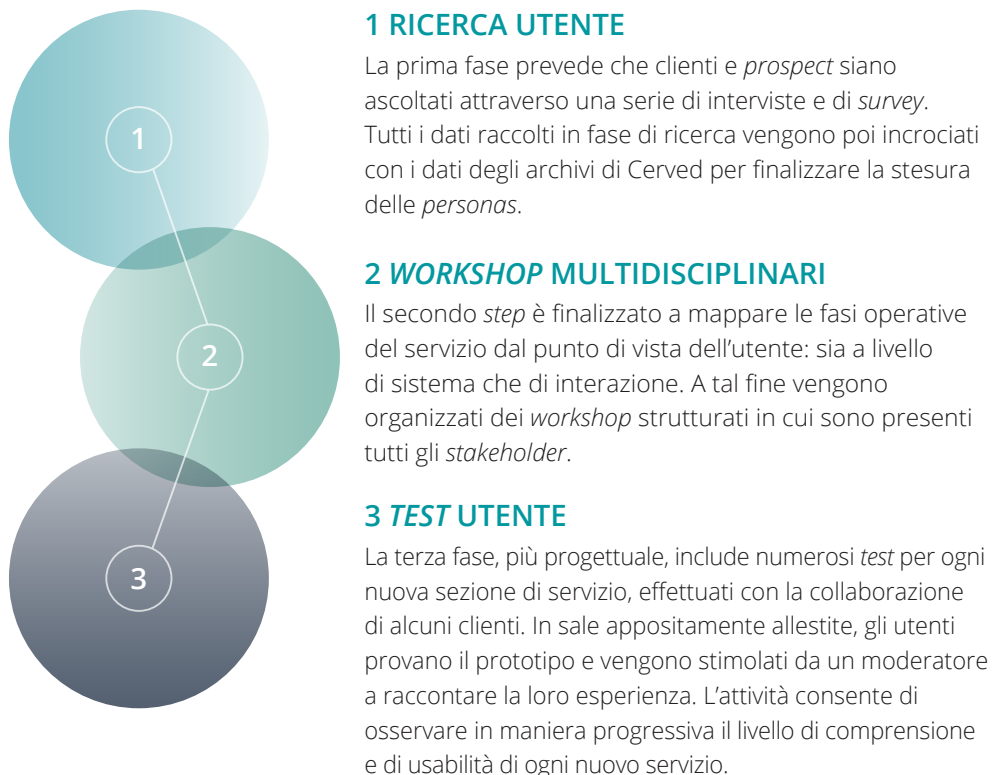 1
2
3
1 RICERCA UTENTE
La prima fase prevede che clienti e prospect siano
ascoltati attraverso una serie di interviste e di survey.
Tutti i dati raccolti in fase di ricerca vengono poi incrociati
con i dati degli archivi di Cerved per finalizzare la stesura
delle personas.
2 WORKSHOP MULTIDISCIPLINARI
Il secondo step è finalizzato a mappare le fasi operative
del servizio dal punto di vista dell’utente: sia a livello
di sistema che di interazione. A tal fine vengono
organizzati dei workshop strutturati in cui sono presenti
tutti gli stakeholder.
3 TEST UTENTE
La terza fase, più progettuale, include numerosi test per ogni
nuova sezione di servizio, effettuati con la collaborazione
di alcuni clienti. In sale appositamente allestite, gli utenti
provano il prototipo e vengono stimolati da un moderatore
a raccontare la loro esperienza. L’attività consente di
osservare in maniera progressiva il livello di comprensione
e di usabilità di ogni nuovo servizio.